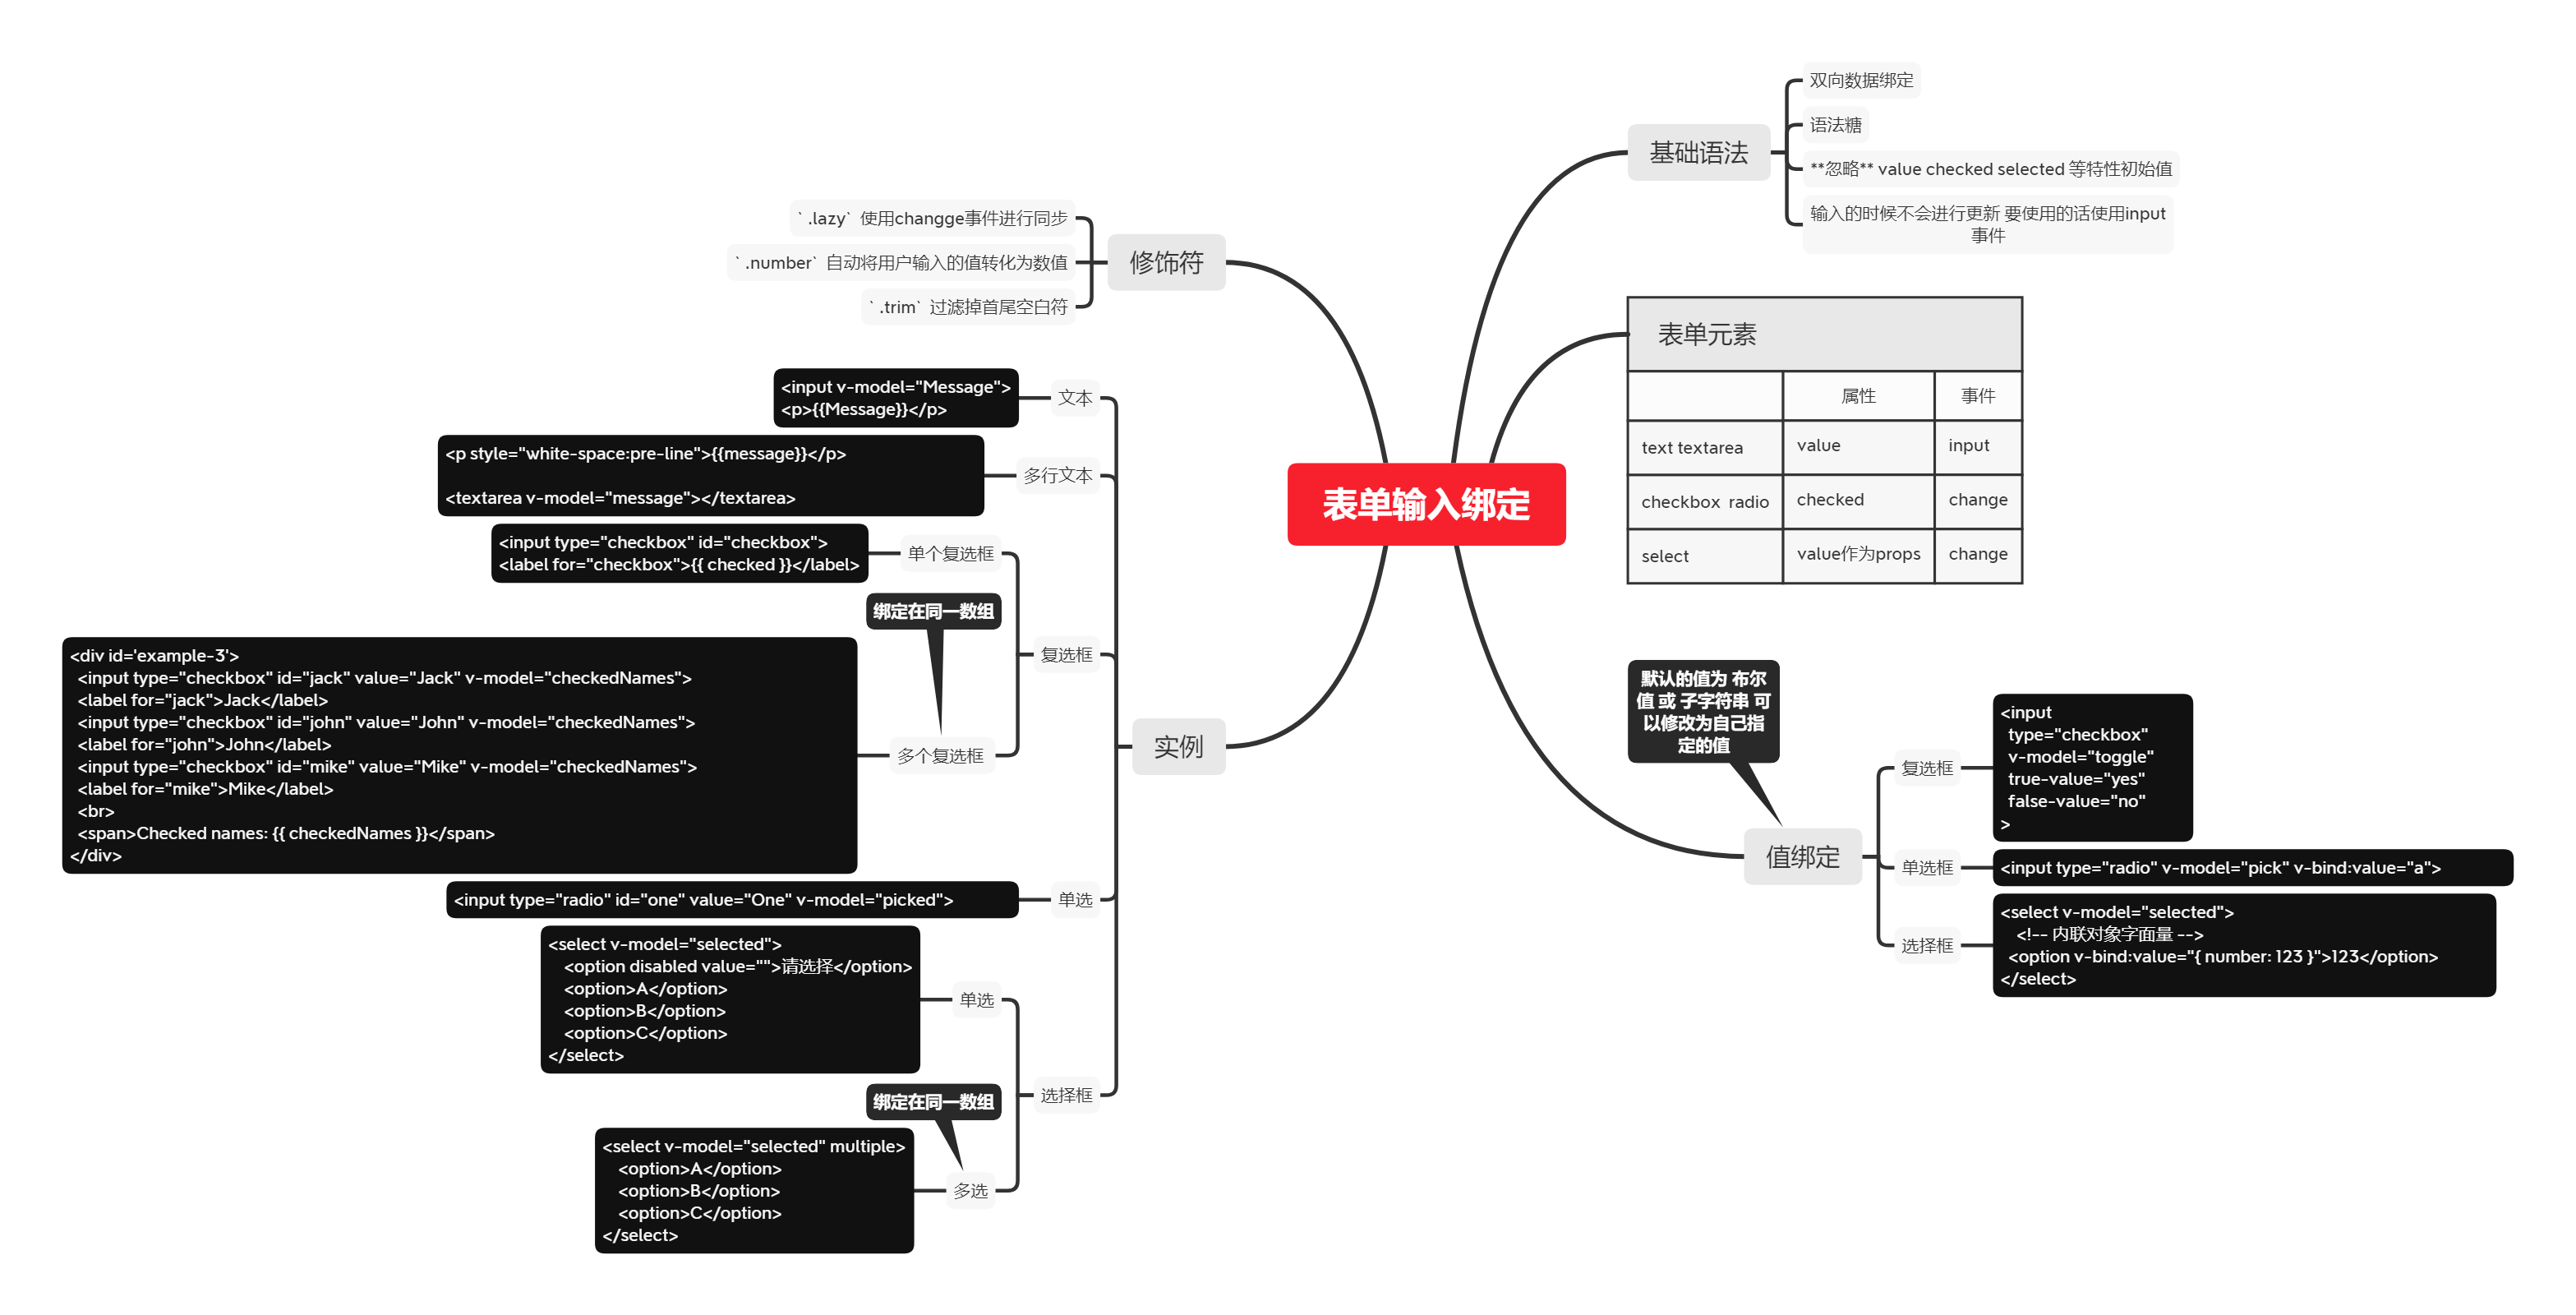 表单输入绑定
基础语法
双向数据绑定
语法糖
**忽略** value checked selected 等特性初始值
输入的时候不会进行更新 要使用的话使用input
事件
表单元素
属性 事件
text textarea value input
checkbox  radio checked change
select value作为props change
默认的值为 布尔
值 或 子字符串 可
以修改为自己指
定的值
值绑定
复选框
<input
  type="checkbox"
  v-model="toggle"
  true-value="yes"
  false-value="no"
>
单选框
<input type="radio" v-model="pick" v-bind:value="a">
选择框
<select v-model="selected">
    <!-- 内联对象字面量 -->
  <option v-bind:value="{ number: 123 }">123</option>
</select>
修饰符
` .lazy`  使用changge事件进行同步
` .number`  自动将用户输入的值转化为数值
` .trim`  过滤掉首尾空白符
实例
文本
<input v-model="Message">
<p>{{Message}}</p>
多行文本
<p style="white-space:pre-line">{{message}}</p>
<textarea v-model="message"></textarea>
复选框
单个复选框
<input type="checkbox" id="checkbox">
<label for="checkbox">{{ checked }}</label>
绑定在同一数组
多个复选框
<div id='example-3'>
  <input type="checkbox" id="jack" value="Jack" v-model="checkedNames">
  <label for="jack">Jack</label>
  <input type="checkbox" id="john" value="John" v-model="checkedNames">
  <label for="john">John</label>
  <input type="checkbox" id="mike" value="Mike" v-model="checkedNames">
  <label for="mike">Mike</label>
  <br>
  <span>Checked names: {{ checkedNames }}</span>
</div>
单选
<input type="radio" id="one" value="One" v-model="picked">
选择框
单选
<select v-model="selected">
    <option disabled value="">请选择</option>
    <option>A</option>
    <option>B</option>
    <option>C</option>
</select>
绑定在同一数组
多选
<select v-model="selected" multiple>
    <option>A</option>
    <option>B</option>
    <option>C</option>
</select>